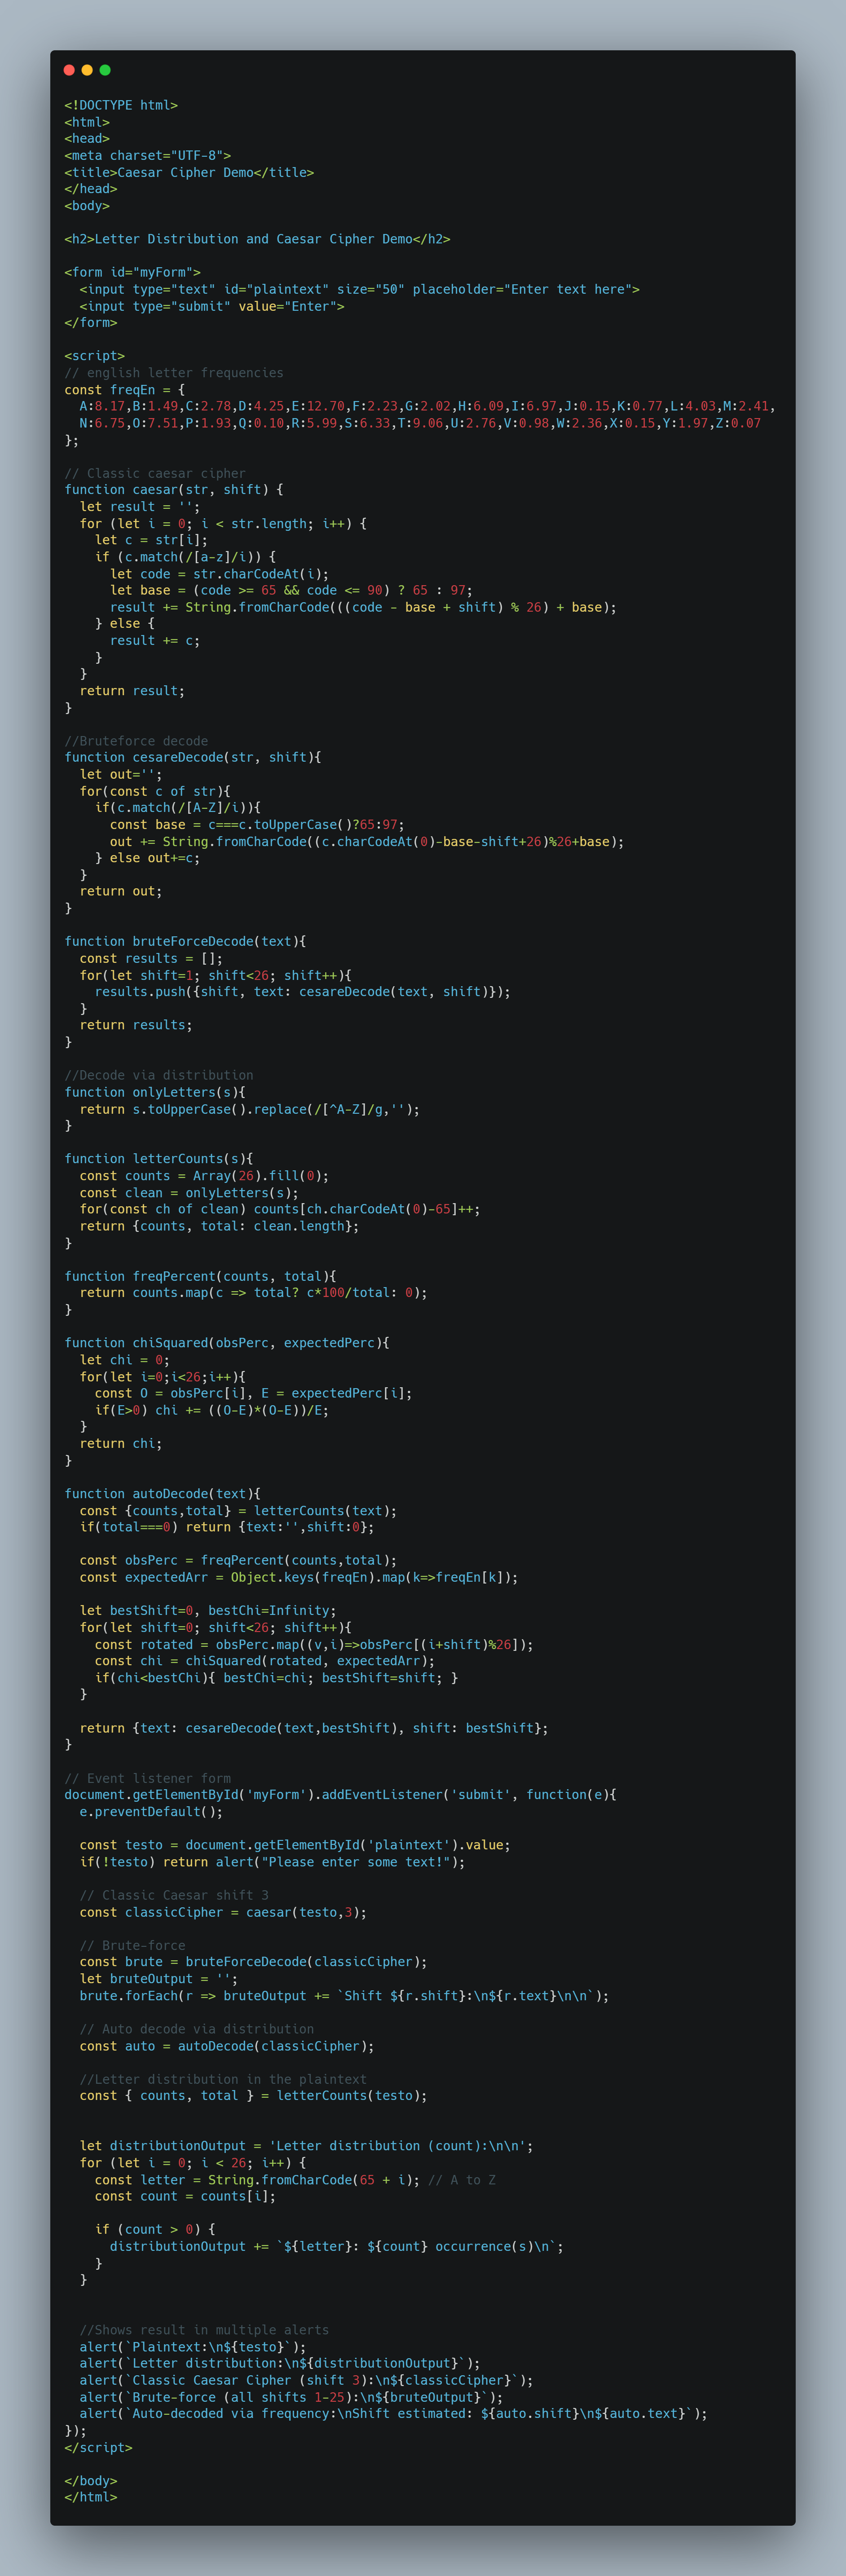 <!DOCTYPE html>
<html>
<head>
<meta charset="UTF-8">
<title>Caesar Cipher Demo</title>
</head>
<body>

<h2>Letter Distribution and Caesar Cipher Demo</h2>

<form id="myForm">
  <input type="text" id="plaintext" size="50" placeholder="Enter text here">
  <input type="submit" value="Enter">
</form>

<script>
// english letter frequencies
const freqEn = {
  A:8.17,B:1.49,C:2.78,D:4.25,E:12.70,F:2.23,G:2.02,H:6.09,I:6.97,J:0.15,K:0.77,L:4.03,M:2.41,
  N:6.75,O:7.51,P:1.93,Q:0.10,R:5.99,S:6.33,T:9.06,U:2.76,V:0.98,W:2.36,X:0.15,Y:1.97,Z:0.07
};

// Classic caesar cipher
function caesar(str, shift) {
  let result = '';
  for (let i = 0; i < str.length; i++) {
    let c = str[i];
    if (c.match(/[a-z]/i)) {
      let code = str.charCodeAt(i);
      let base = (code >= 65 && code <= 90) ? 65 : 97;
      result += String.fromCharCode(((code - base + shift) % 26) + base);
    } else {
      result += c;
    }
  }
  return result;
}

//Bruteforce decode
function cesareDecode(str, shift){
  let out='';
  for(const c of str){
    if(c.match(/[A-Z]/i)){
      const base = c===c.toUpperCase()?65:97;
      out += String.fromCharCode((c.charCodeAt(0)-base-shift+26)%26+base);
    } else out+=c;
  }
  return out;
}

function bruteForceDecode(text){
  const results = [];
  for(let shift=1; shift<26; shift++){
    results.push({shift, text: cesareDecode(text, shift)});
  }
  return results;
}

//Decode via distribution
function onlyLetters(s){
  return s.toUpperCase().replace(/[^A-Z]/g,'');
}

function letterCounts(s){
  const counts = Array(26).fill(0);
  const clean = onlyLetters(s);
  for(const ch of clean) counts[ch.charCodeAt(0)-65]++;
  return {counts, total: clean.length};
}

function freqPercent(counts, total){
  return counts.map(c => total? c*100/total: 0);
}

function chiSquared(obsPerc, expectedPerc){
  let chi = 0;
  for(let i=0;i<26;i++){
    const O = obsPerc[i], E = expectedPerc[i];
    if(E>0) chi += ((O-E)*(O-E))/E;
  }
  return chi;
}

function autoDecode(text){
  const {counts,total} = letterCounts(text);
  if(total===0) return {text:'',shift:0};

  const obsPerc = freqPercent(counts,total);
  const expectedArr = Object.keys(freqEn).map(k=>freqEn[k]);

  let bestShift=0, bestChi=Infinity;
  for(let shift=0; shift<26; shift++){
    const rotated = obsPerc.map((v,i)=>obsPerc[(i+shift)%26]);
    const chi = chiSquared(rotated, expectedArr);
    if(chi<bestChi){ bestChi=chi; bestShift=shift; }
  }

  return {text: cesareDecode(text,bestShift), shift: bestShift};
}

// Event listener form
document.getElementById('myForm').addEventListener('submit', function(e){
  e.preventDefault();

  const testo = document.getElementById('plaintext').value;
  if(!testo) return alert("Please enter some text!");

  // Classic Caesar shift 3
  const classicCipher = caesar(testo,3);

  // Brute-force
  const brute = bruteForceDecode(classicCipher);
  let bruteOutput = '';
  brute.forEach(r => bruteOutput += `Shift ${r.shift}:\n${r.text}\n\n`);

  // Auto decode via distribution
  const auto = autoDecode(classicCipher);

  //Letter distribution in the plaintext
  const { counts, total } = letterCounts(testo);


  let distributionOutput = 'Letter distribution (count):\n\n';
  for (let i = 0; i < 26; i++) {
    const letter = String.fromCharCode(65 + i); // A to Z
    const count = counts[i];

    if (count > 0) {
      distributionOutput += `${letter}: ${count} occurrence(s)\n`;
    }
  }


  //Shows result in multiple alerts
  alert(`Plaintext:\n${testo}`);
  alert(`Letter distribution:\n${distributionOutput}`);
  alert(`Classic Caesar Cipher (shift 3):\n${classicCipher}`);
  alert(`Brute-force (all shifts 1-25):\n${bruteOutput}`);
  alert(`Auto-decoded via frequency:\nShift estimated: ${auto.shift}\n${auto.text}`);
});
</script>

</body>
</html>